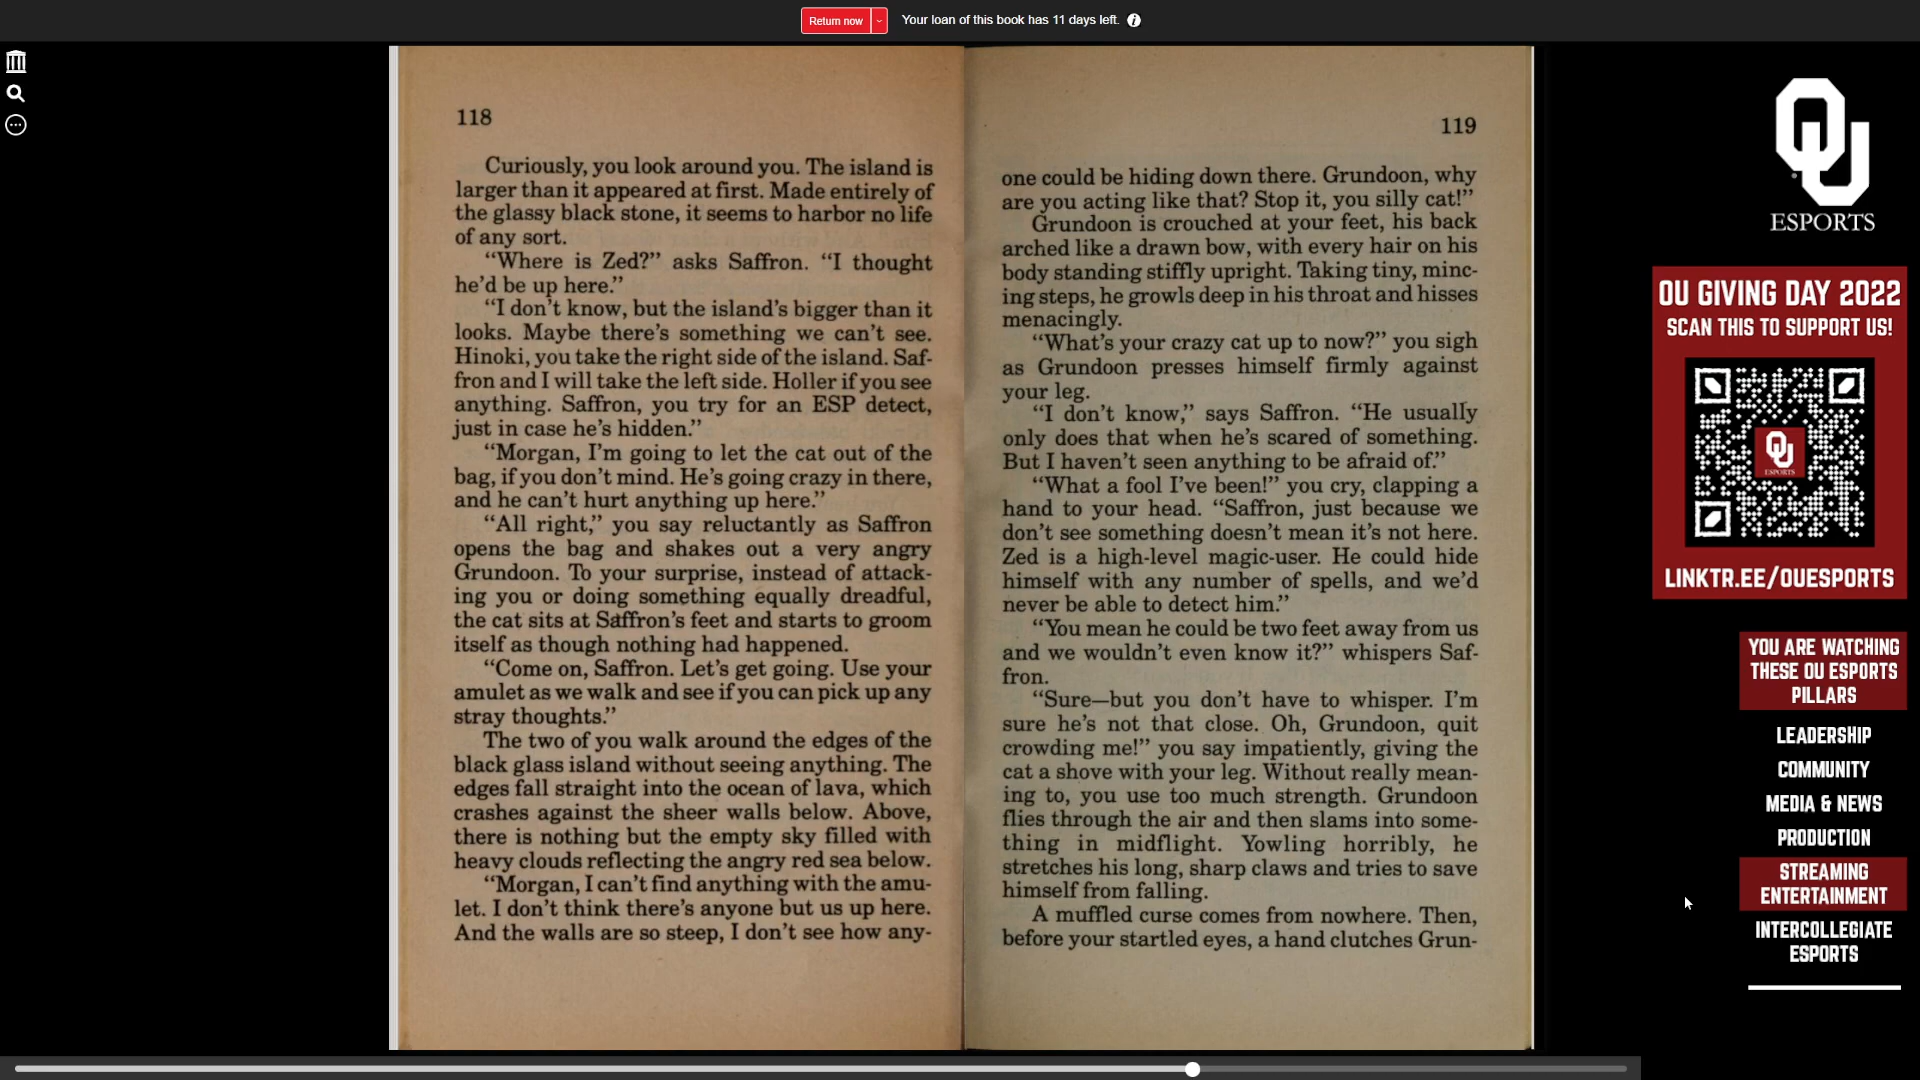 Return now
Your loan of this book has 11 days left.
118
Curiously, you look around you. The island is
larger than it appeared at first. Made entirely of
the glassy black stone, it seems to harbor no life
of any sort.
“Where is Zed?” asks Saffron. “I thought
he’d be up here.”
“I don’t know, but the island’s bigger than it
looks. Maybe there’s something we can’t see.
Hinoki, you take the right side of the island. Saf-
fron and I will take the left side. Holler if you see
anything. Saffron, you try for an ESP detect,
just in case he’s hidden.”
“Morgan, I’m going to let the cat out of the
bag, if you don’t mind. He’s going crazy in there,
and he can’t hurt anything up here.”
“All right,” you say reluctantly as Saffron
opens the bag and shakes out a very angry
Grundoon. To your surprise, instead of attack-
ing you or doing something equally dreadful,
the cat sits at Saffron’s feet and starts to groom
itself as though nothing had happened.
“Come on, Saffron. Let’s get going. Use your
amulet as we walk and see if you can pick up any
stray thoughts.”
The two of you walk around the edges of the
black glass island without seeing anything. The
edges fall straight into the ocean of lava, which
crashes against the sheer walls below. Above,
there is nothing but the empty sky filled with
heavy clouds reflecting the angry red sea below.
“Morgan, I can’t find anything with the amu-
let. I don’t think there’s anyone but us up here.
And the walls are so steep, I don’t see how any-
119
one could be hiding down there. Grundoon, why
are you acting like that? Stop it, you silly cat!”
Grundoon is crouched at your feet, his back
arched like a drawn bow, with every hair on his
body standing stiffly upright. Taking tiny, minc-
ing steps, he growls deep in his throat and hisses
menacingly.
“What’s your crazy cat up to now?” you sigh
as Grundoon presses himself firmly against
your leg.
“I don’t know,” says Saffron. “He usually
only does that when he’s scared of something.
But I haven’t seen anything to be afraid of.”
“What a fool I’ve been!” you cry, clapping a
hand to your head. “Saffron, just because we
don’t see something doesn’t mean it’s not here.
Zed is a high-level magic-user. He could hide
himself with any number of spells, and we’d
never be able to detect him.”
“You mean he could be two feet away from us
and we wouldn’t even know it?” whispers Saf-
fron.
“Sure—but you don’t have to whisper. I’m
sure he’s not that close. Oh, Grundoon, quit
crowding me!” you say impatiently, giving the
cat a shove with your leg. Without really mean-
ing to, you use too much strength. Grundoon
flies through the air and then slams into some-
thing in midflight. Yowling horribly, he
stretches his long, sharp claws and tries to save
himself from falling.
A muffled curse comes from nowhere. Then,
before your startled eyes, a hand clutches Grun-
OU
ESPORTS
OU GIVING DAY 2022
SCAN THIS TO SUPPORT US!
OU
ESPORTS
LINKTR.EE/OUESPORTS
YOU ARE WATCHING
THESE OU ESPORTS
PILLARS
LEADERSHIP
COMMUNITY
MEDIA & NEWS
PRODUCTION
STREAMING
ENTERTAINMENT
INTERCOLLEGIATE
ESPORTS